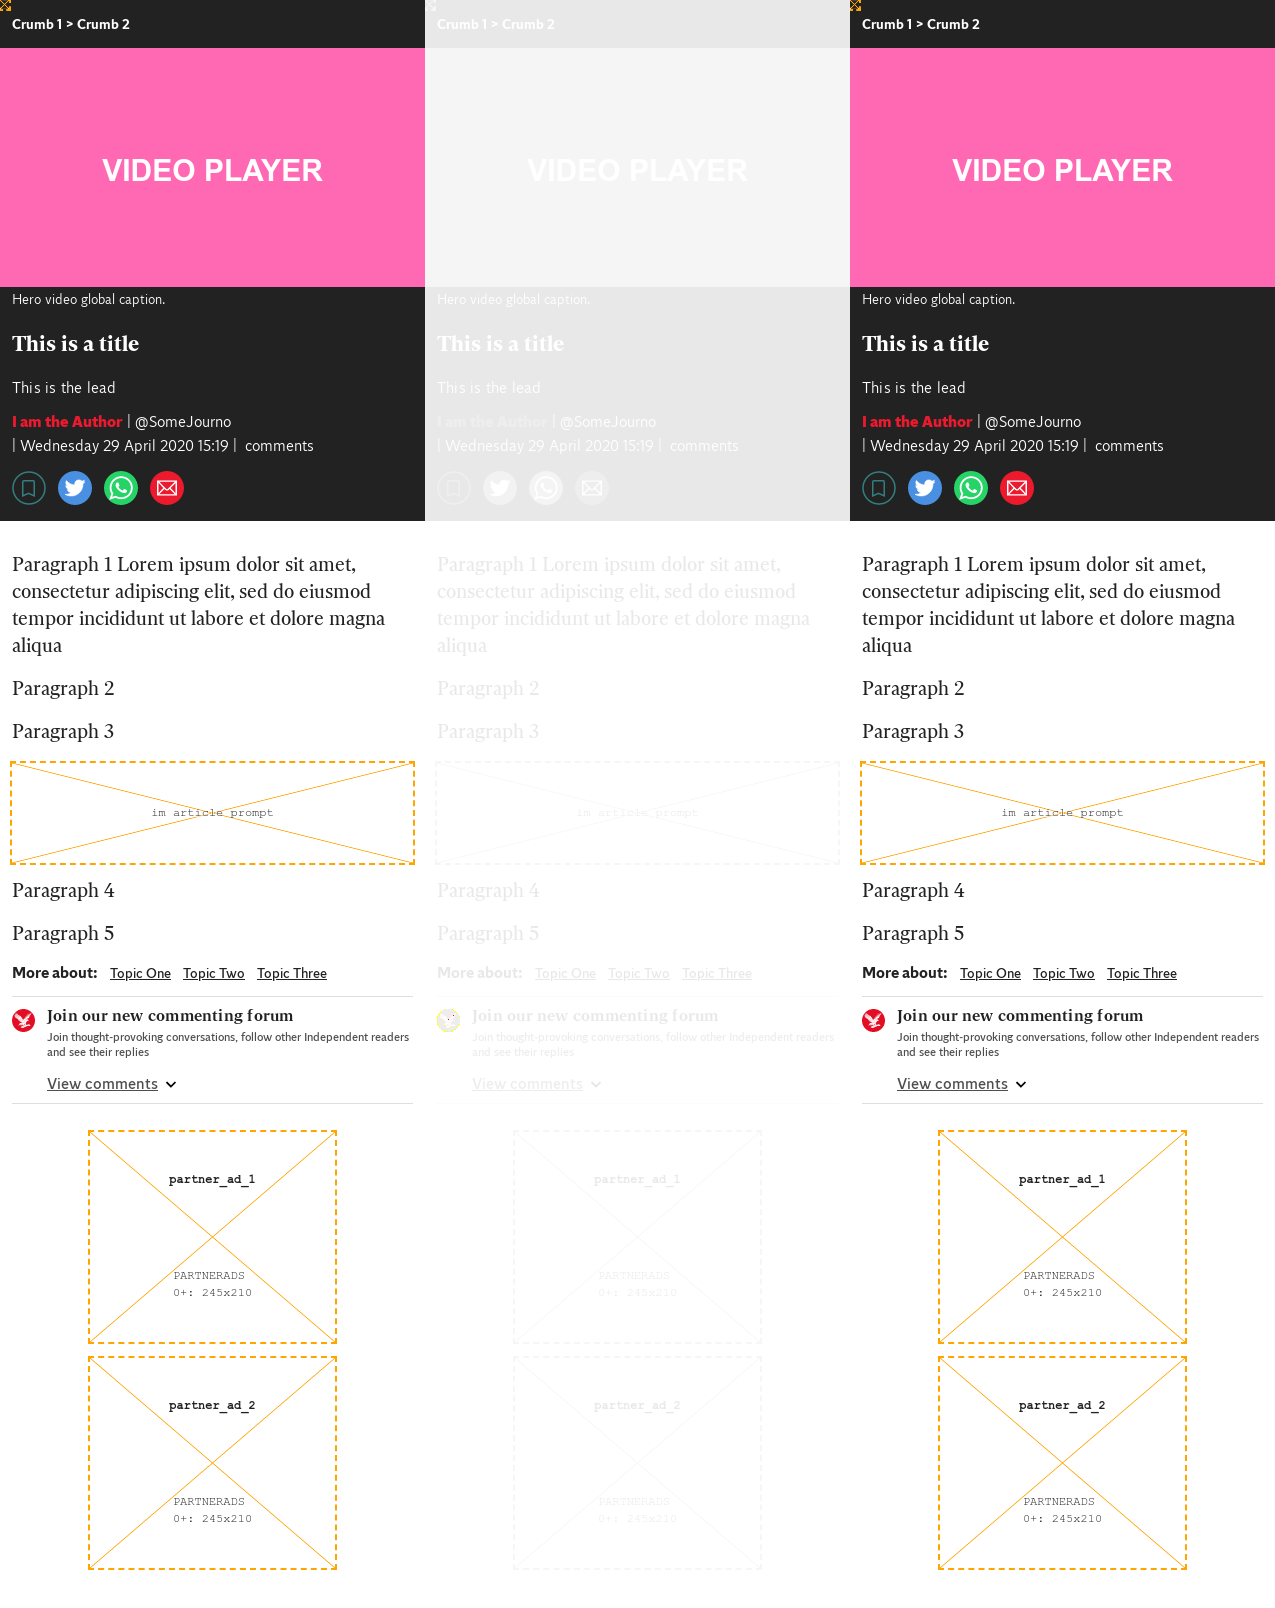 Crumb 1 > Crumb 2
VIDEO PLAYER
Hero video global caption.
This is a title
This is the lead
I am the Author | @SomeJourno
| Wednesday 29 April 2020 15:19 | comments
Paragraph 1 Lorem ipsum dolor sit amet,
consectetur adipiscing elit, sed do eiusmod
tempor incididunt ut labore et dolore magna
aliqua
Paragraph 2
Paragraph 3
im article prompt
Paragraph 4
Paragraph 5
More about: Topic One Topic Two Topic Three
Join our new commenting forum
Join thought-provoking conversations, follow other Independent readers
and see their replies
View comments
partner_ad_1
PARTNERADS
0+: 245x210
partner_ad_2
PARTNERADS
0+: 245x210
Crumb 1 > Crumb 2
VIDEO PLAYER
Hero video global caption.
This is a title
This is the lead
I am the Author | @SomeJourno
| Wednesday 29 April 2020 15:19 | comments
Paragraph 1 Lorem ipsum dolor sit amet,
consectetur adipiscing elit, sed do eiusmod
tempor incididunt ut labore et dolore magna
aliqua
Paragraph 2
Paragraph 3
im article prompt
Paragraph 4
Paragraph 5
More about: Topic One Topic Two Topic Three
Join our new commenting forum
Join thought-provoking conversations, follow other Independent readers
and see their replies
View comments
partner_ad_1
PARTNERADS
0+: 245x210
partner_ad_2
PARTNERADS
0+: 245x210
Crumb 1 > Crumb 2
VIDEO PLAYER
Hero video global caption.
This is a title
This is the lead
I am the Author | @SomeJourno
| Wednesday 29 April 2020 15:19 | comments
Paragraph 1 Lorem ipsum dolor sit amet,
consectetur adipiscing elit, sed do eiusmod
tempor incididunt ut labore et dolore magna
aliqua
Paragraph 2
Paragraph 3
im article prompt
Paragraph 4
Paragraph 5
More about: Topic One Topic Two Topic Three
Join our new commenting forum
Join thought-provoking conversations, follow other Independent readers
and see their replies
View comments
partner_ad_1
PARTNERADS
0+: 245x210
partner_ad_2
PARTNERADS
0+: 245x210